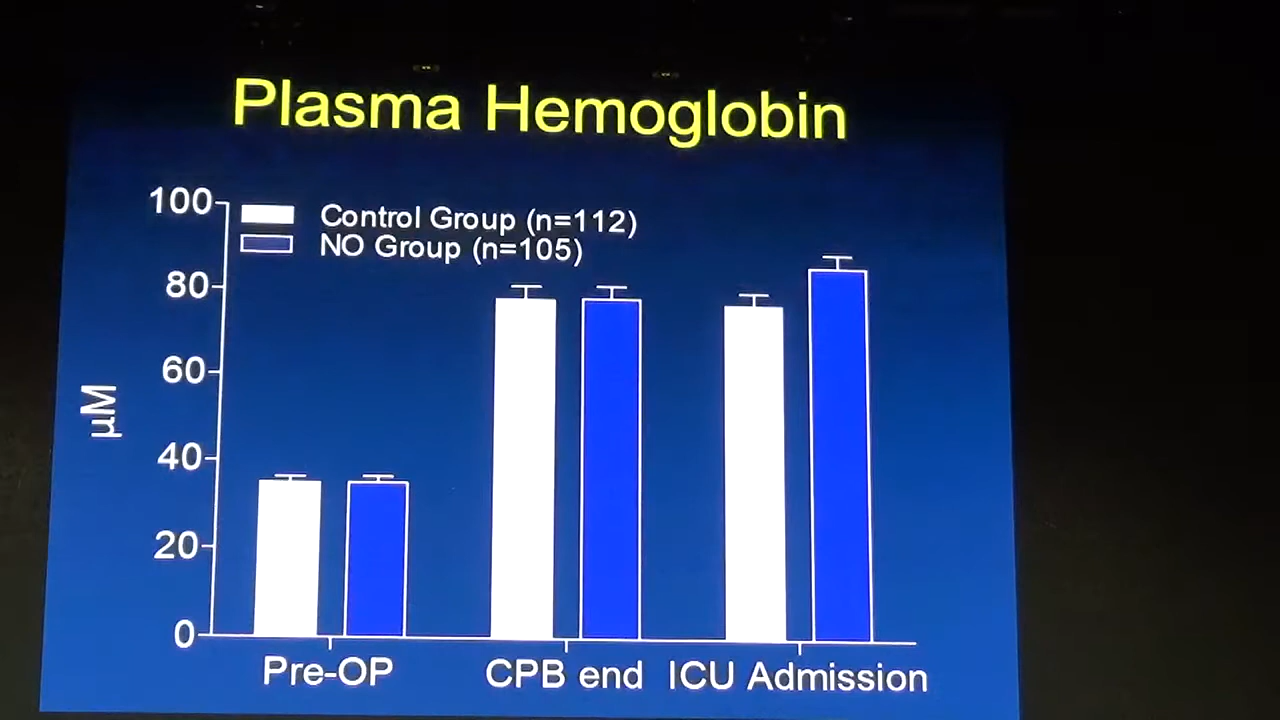 Plasma Hemoglobin
100
Control Group (n=112)
NO Group (n=105)
80
60
µM
40
20
0
Pre-OP
CPB end
ICU Admission